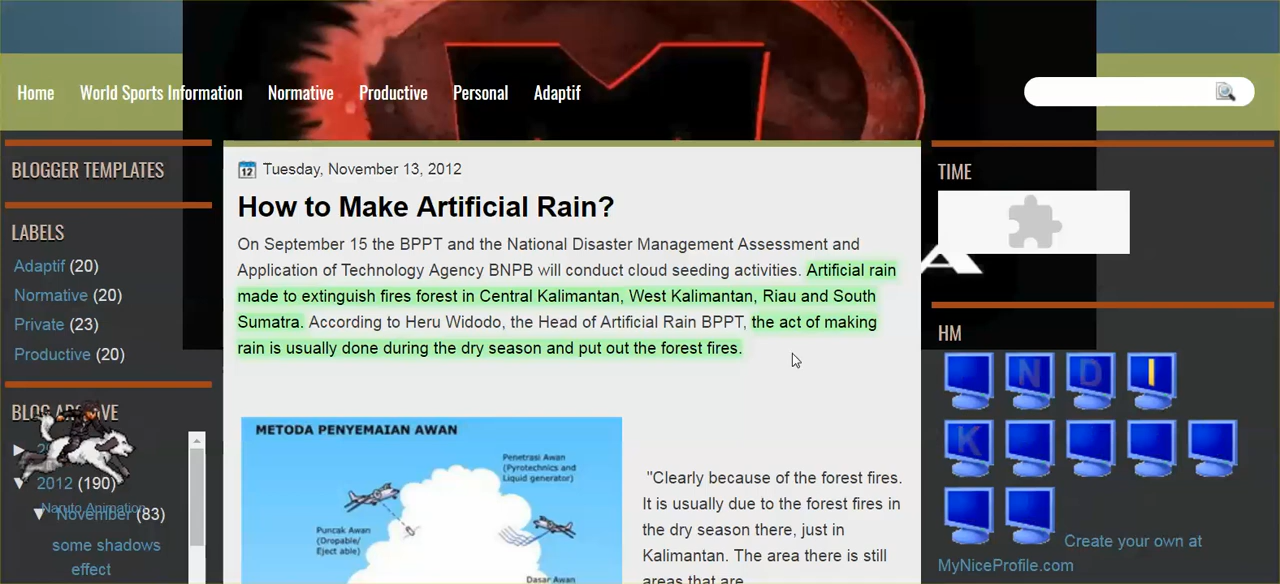 Home World Sports Information Normative Productive Personal Adaptif
BLOGGER TEMPLATES
LABELS
Adaptif (20)
Normative (20)
Private (23)
Productive (20)
BLOG ARCHIVE
2012 (190)
Naruto Animation
November (83)
some shadows
effect
12 Tuesday, November 13, 2012
How to Make Artificial Rain?
On September 15 the BPPT and the National Disaster Management Assessment and
Application of Technology Agency BNPB will conduct cloud seeding activities. Artificial rain
made to extinguish fires forest in Central Kalimantan, West Kalimantan, Riau and South
Sumatra. According to Heru Widodo, the Head of Artificial Rain BPPT, the act of making
rain is usually done during the dry season and put out the forest fires.
METODA PENYEMAIAN AWAN
Penetrasi Awan
(Pyrotechnics and
Liquid generator)
Puncak Awan
(Dropable/
Eject able)
Dasar Awan
"Clearly because of the forest fires.
It is usually due to the forest fires in
the dry season there, just in
Kalimantan. The area there is still
areas that are
TIME
HM
N D I
K
Create your own at
MyNiceProfile.com